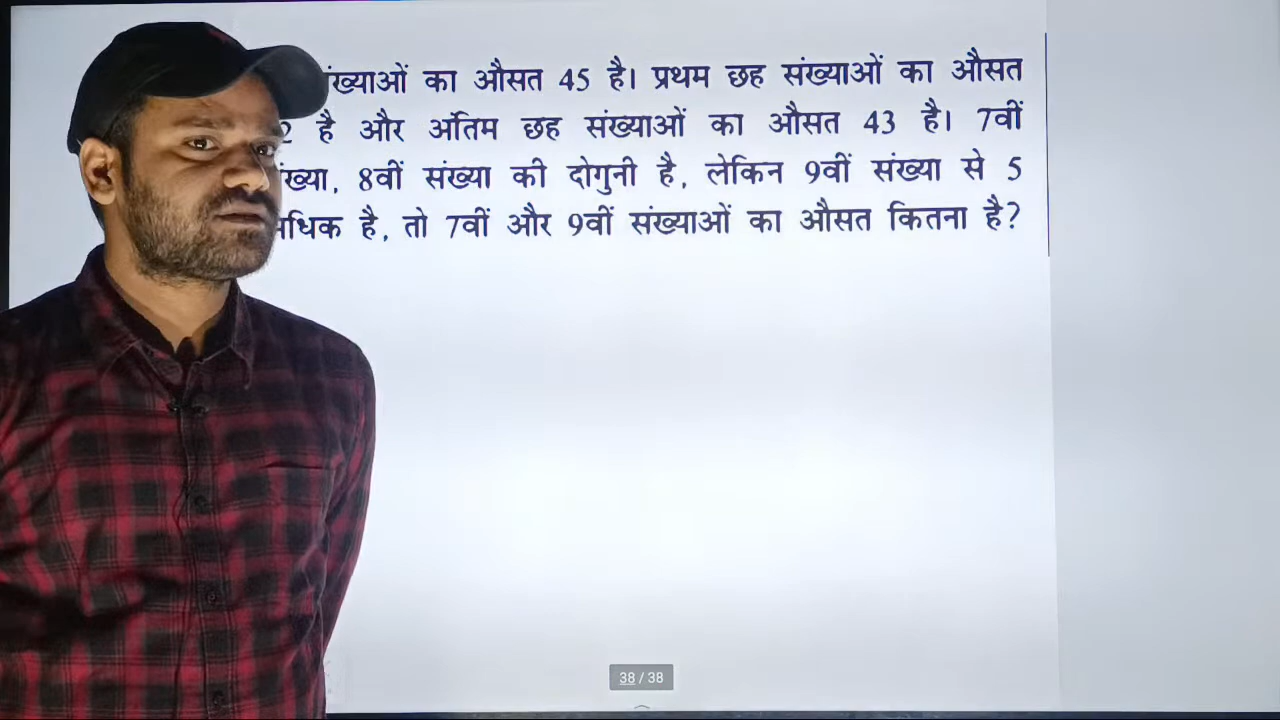 का औसत 45 है। प्रथम छह संख्याओं का औसत
है और अंतिम छह संख्याओं का औसत 43 है। 7वीं
8वीं संख्या की दोगुनी है, लेकिन 9वीं संख्या से 5
है, तो 7वीं और 9वीं संख्याओं का औसत कितना है?
38 / 38